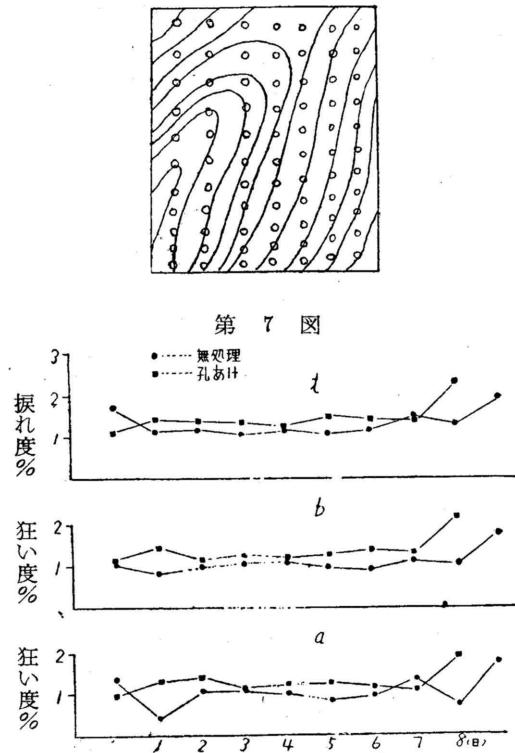 第 7 図
3
2
1
捩れ度%
●----- 無処理
■----- 孔あけ
t
2
1
狂い度%
b
2
1
狂い度%
a
1 2 3 4 5 6 7 8(日)